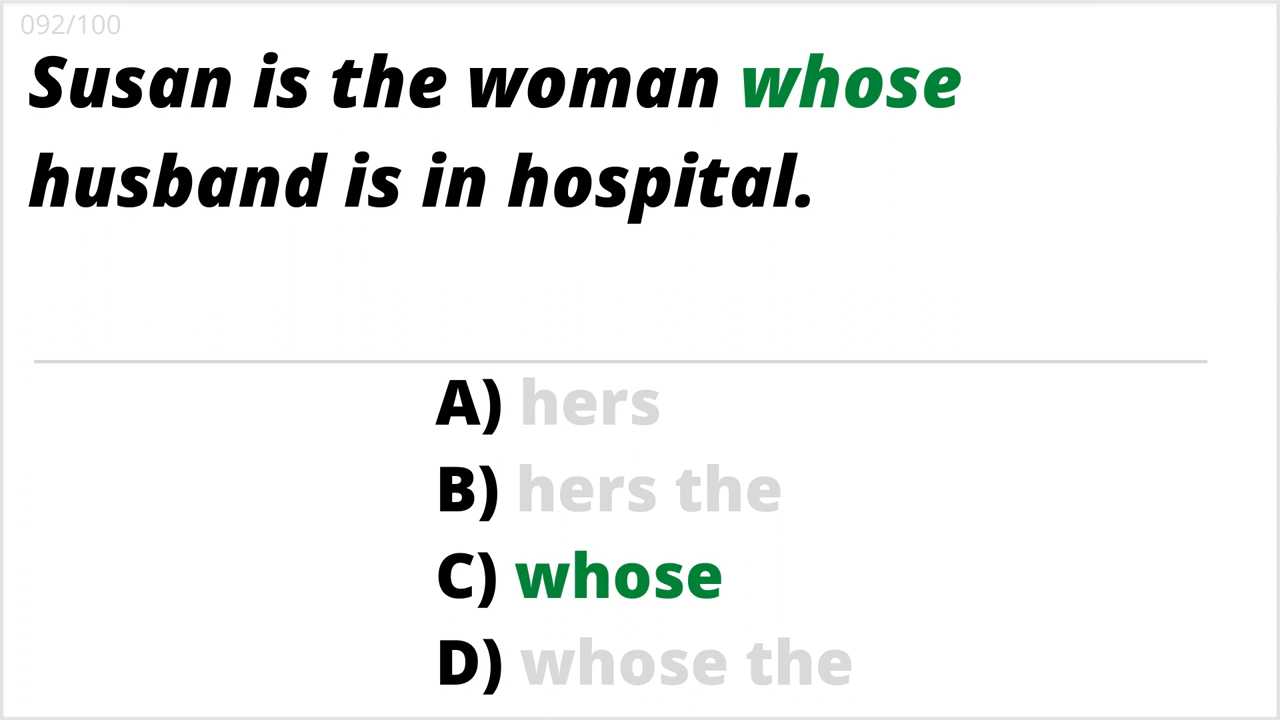 092/100
Susan is the woman whose
husband is in hospital.
A) hers
B) hers the
C) whose
D) whose the